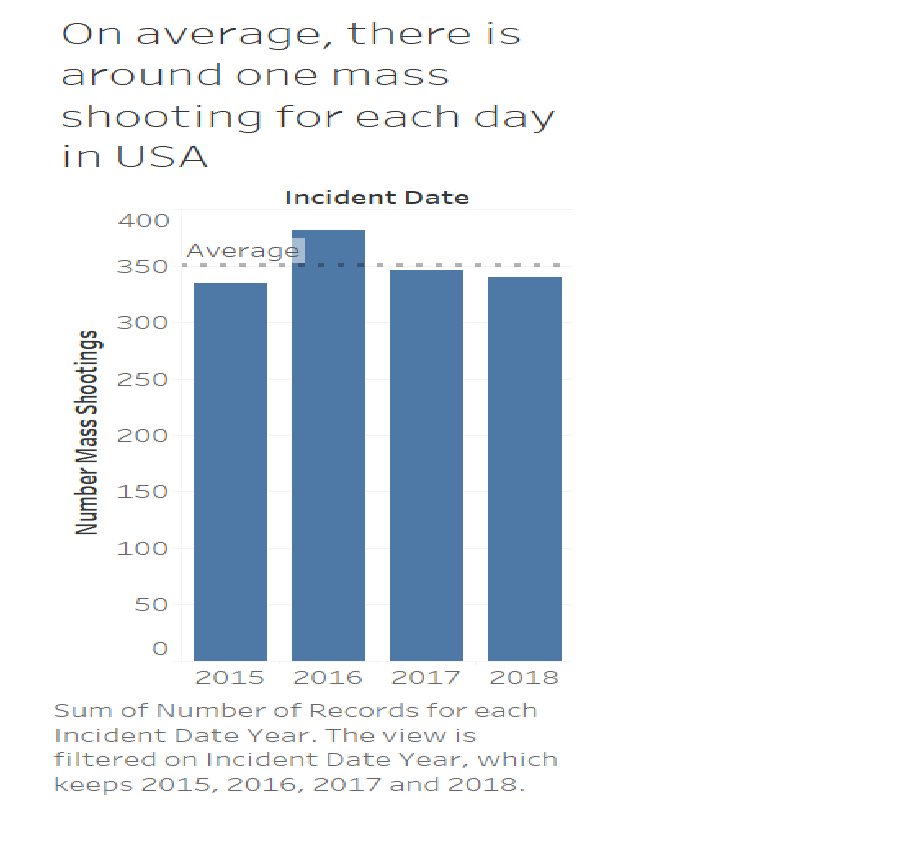 On average, there is
around one mass
shooting for each day
in USA
Incident Date
400
Average
350
300
250
200
150
100
50
0
Number Mass Shootings
2015 2016 2017 2018
Sum of Number of Records for each
Incident Date Year. The view is
filtered on Incident Date Year, which
keeps 2015, 2016, 2017 and 2018.